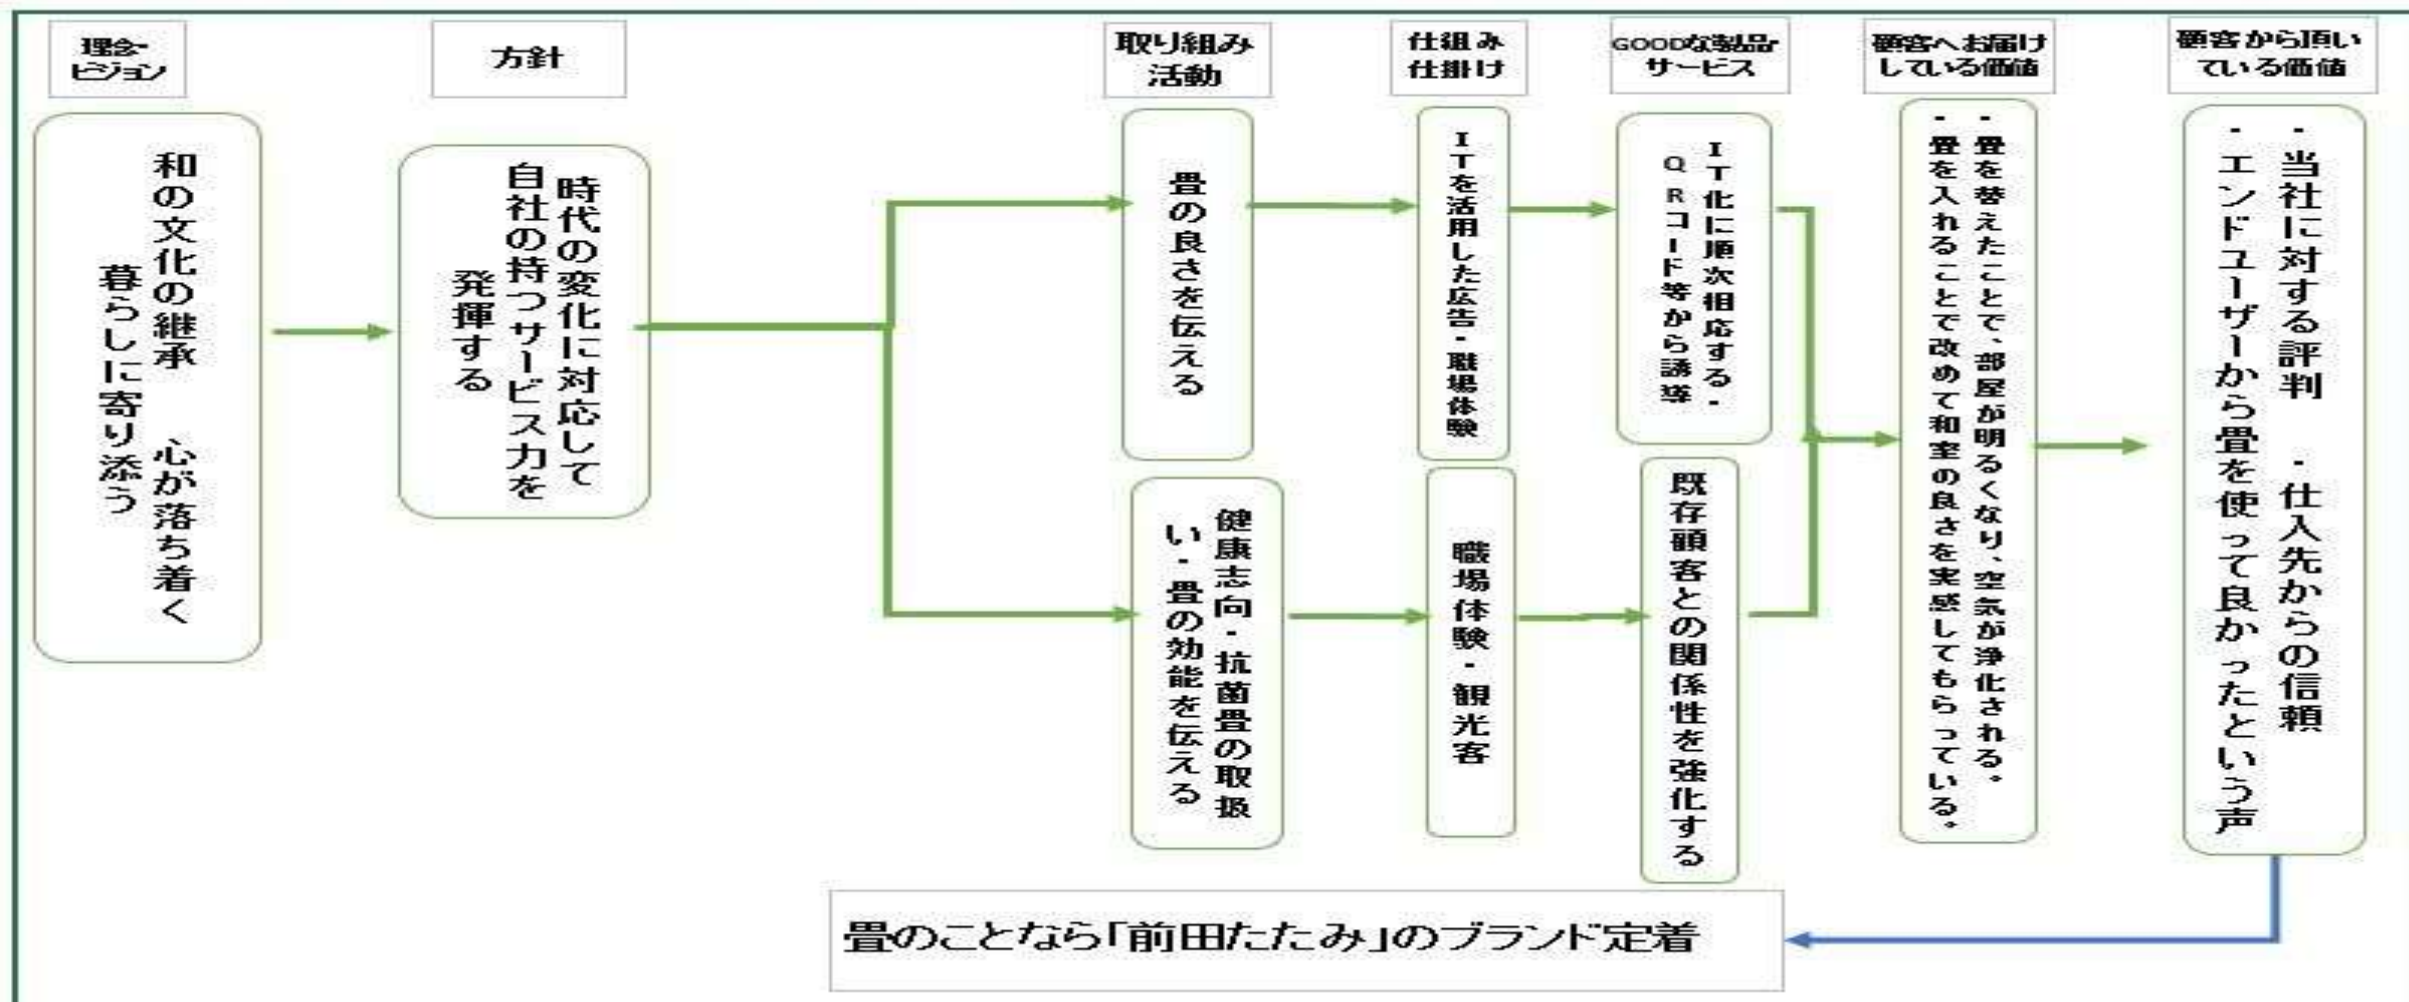 理念・
ビジョン
方針
取り組み
活動
仕組み
仕掛け
GOODな製品・
サービス
顧客へお届け
している価値
顧客から頂い
ている価値
和の文化の継承 心が落ち着く
暮らしに寄り添う
時代の変化に対応して
自社の持つサービス力を
発揮する
畳の良さを伝える
ITを活用した広告・職場体験
IT化に順次相応する・
QRコード等から誘導
健康志向・抗菌畳の取扱
い・畳の効能を伝える
職場体験・観光客
既存顧客との関係性を強化する
・畳を替えたことで、部屋が明るくなり、空気が浄化される。
・畳を入れることで改めて和室の良さを実感してもらっている。
・当社に対する評判 ・仕入先からの信頼
・エンドユーザーから畳を使って良かったという声
畳のことなら「前田たたみ」のブランド定着